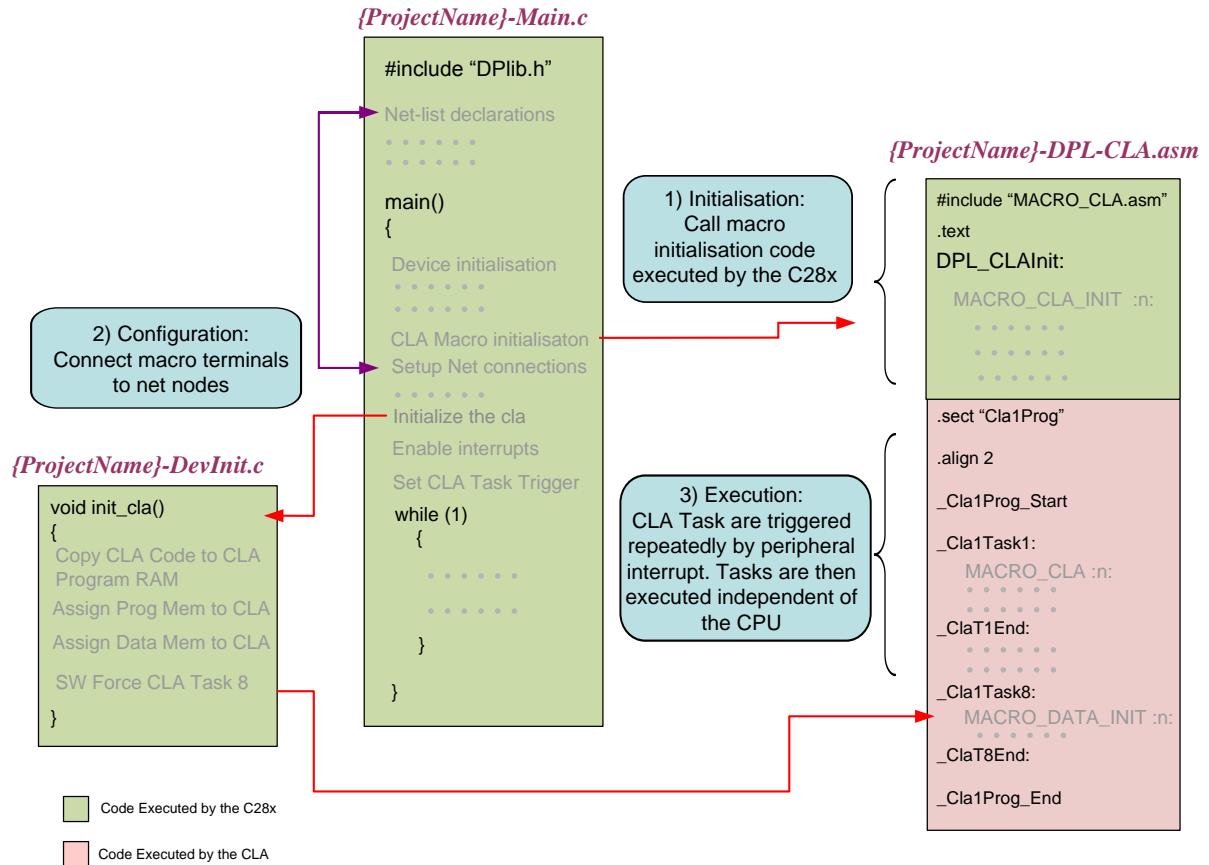 {ProjectName}-Main.c
#include “DPlib.h”
Net-list declarations
main()
{
Device initialisation
CLA Macro initialisaton
Setup Net connections
Initialize the cla
Enable interrupts
Set CLA Task Trigger
while (1)
{
}
}
1) Initialisation:
Call macro
initialisation code
executed by the C28x
2) Configuration:
Connect macro terminals
to net nodes
3) Execution:
CLA Task are triggered
repeatedly by peripheral
interrupt. Tasks are then
executed independent of
the CPU
{ProjectName}-DevInit.c
void init_cla()
{
Copy CLA Code to CLA
Program RAM
Assign Prog Mem to CLA
Assign Data Mem to CLA
SW Force CLA Task 8
}
{ProjectName}-DPL-CLA.asm
#include “MACRO_CLA.asm”
.text
DPL_CLAInit:
MACRO_CLA_INIT :n:
.sect “Cla1Prog”
.align 2
_Cla1Prog_Start
_Cla1Task1:
MACRO_CLA :n:
_ClaT1End:
_Cla1Task8:
MACRO_DATA_INIT :n:
_ClaT8End:
_Cla1Prog_End
Code Executed by the C28x
Code Executed by the CLA